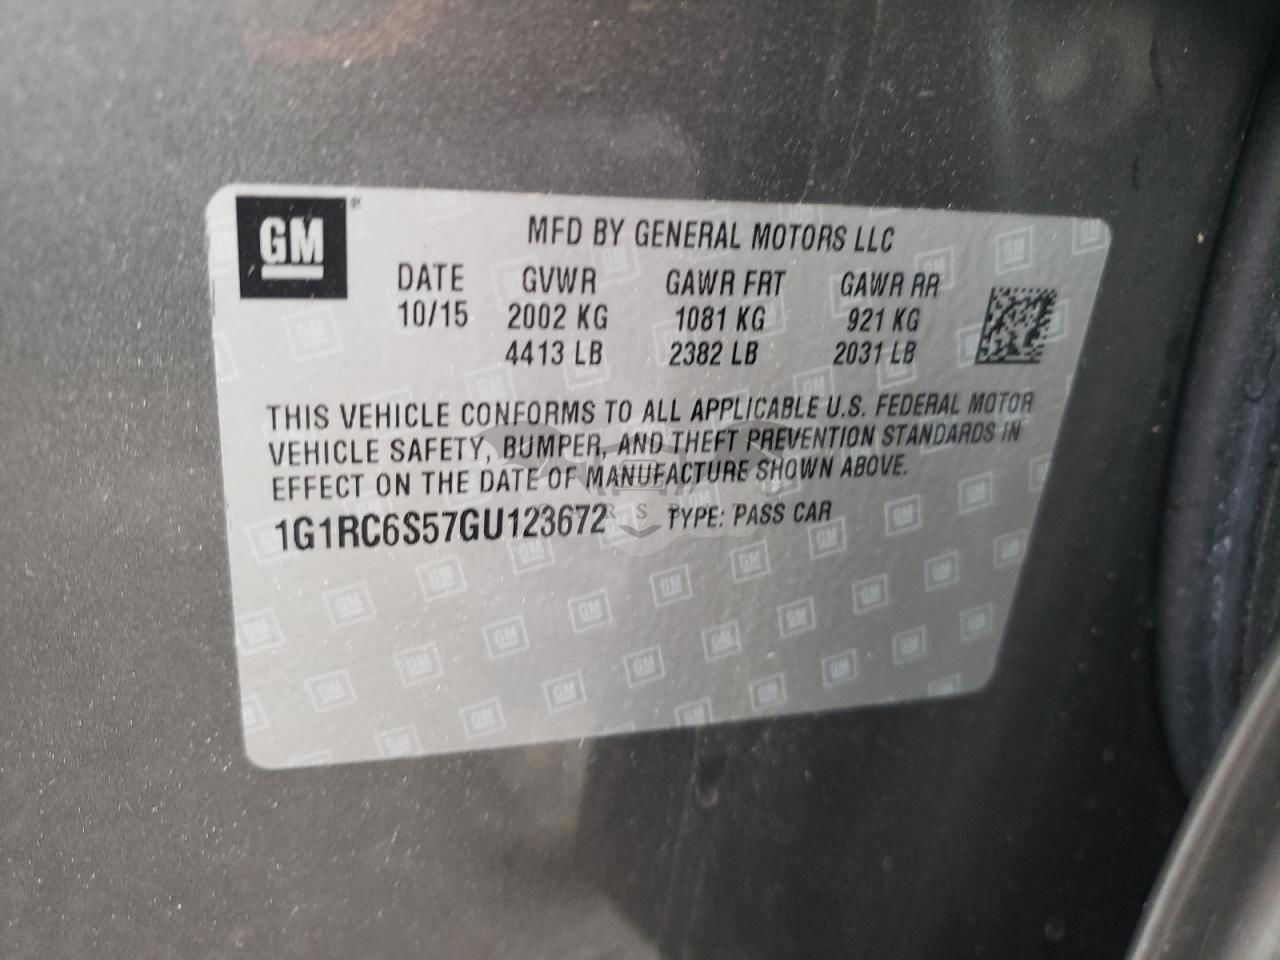 GM
MFD BY GENERAL MOTORS LLC
DATE GVWR GAWR FRT GAWR RR
10/15 2002 KG 1081 KG 921 KG
4413 LB 2382 LB 2031 LB
THIS VEHICLE CONFORMS TO ALL APPLICABLE U.S. FEDERAL MOTOR
VEHICLE SAFETY, BUMPER, AND THEFT PREVENTION STANDARDS IN
EFFECT ON THE DATE OF MANUFACTURE SHOWN ABOVE.
1G1RC6S57GU123672 TYPE: PASS CAR